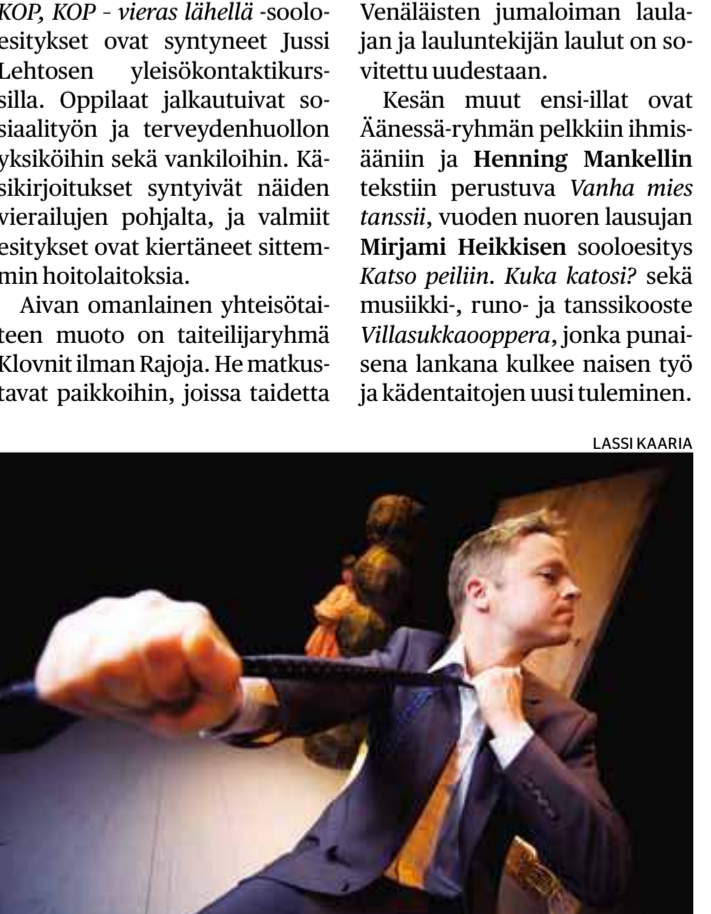 KOP, KOP – vieras lähellä -soolo-
esitykset ovat syntyneet Jussi
Lehtosen yleisökontaktikurs-
silla. Oppilaat jalkautuivat so-
siaalityön ja terveydenhuollon
yksiköihin sekä vankiloihin. Kä-
sikirjoitukset syntyivät näiden
vierailujen pohjalta, ja valmiit
esitykset ovat kiertäneet sittem-
min hoitolaitoksia.
Aivan omanlainen yhteisötai-
teen muoto on taiteilijaryhmä
Klovnit ilman Rajoja. He matkus-
tavat paikkoihin, joissa taidetta
Venäläisten jumaloiman laula-
jan ja lauluntekijän laulut on so-
vitettu uudestaan.
Kesän muut ensi-illat ovat
Äänessä-ryhmän pelkkiin ihmis-
ääniin ja Henning Mankellin
tekstiin perustuva Vanha mies
tanssii, vuoden nuoren lausujan
Mirjami Heikkisen sooloesitys
Katso peiliin. Kuka katosi? sekä
musiikki-, runo- ja tanssikooste
Villasukkaooppera, jonka punai-
sena lankana kulkee naisen työ
ja kädentaitojen uusi tuleminen.
LASSI KAARIA